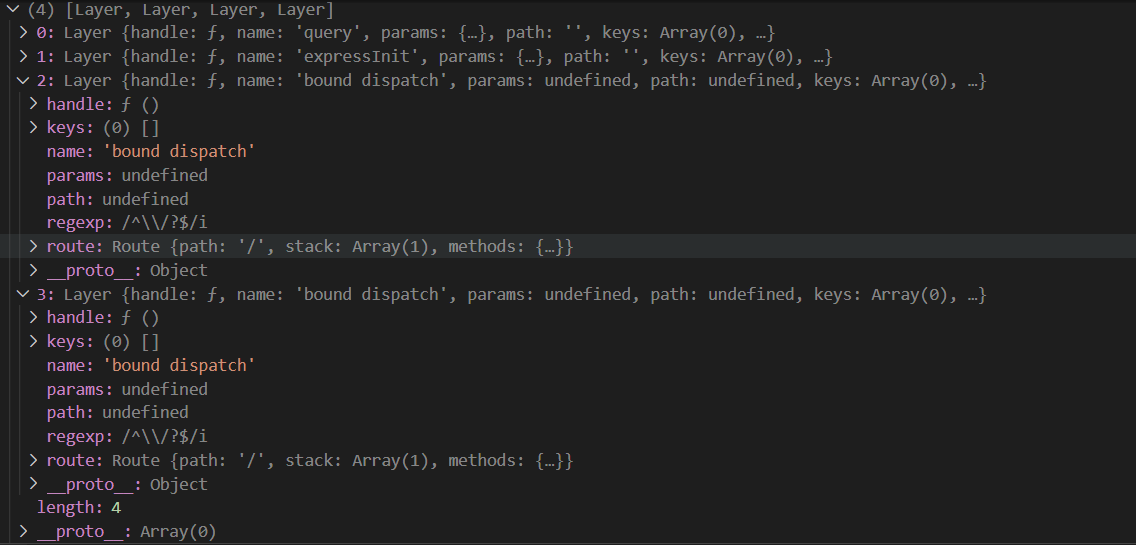 (4) [Layer, Layer, Layer, Layer]
0: Layer {handle: ƒ, name: 'query', params: {…}, path: '', keys: Array(0), …}
1: Layer {handle: ƒ, name: 'expressInit', params: {…}, path: '', keys: Array(0), …}
2: Layer {handle: ƒ, name: 'bound dispatch', params: undefined, path: undefined, keys: Array(0), …}
handle: ƒ ()
keys: (0) []
name: 'bound dispatch'
params: undefined
path: undefined
regexp: /^\\/?$/i
route: Route {path: '/', stack: Array(1), methods: {…}}
__proto__: Object
3: Layer {handle: ƒ, name: 'bound dispatch', params: undefined, path: undefined, keys: Array(0), …}
handle: ƒ ()
keys: (0) []
name: 'bound dispatch'
params: undefined
path: undefined
regexp: /^\\/?$/i
route: Route {path: '/', stack: Array(1), methods: {…}}
__proto__: Object
length: 4
__proto__: Array(0)